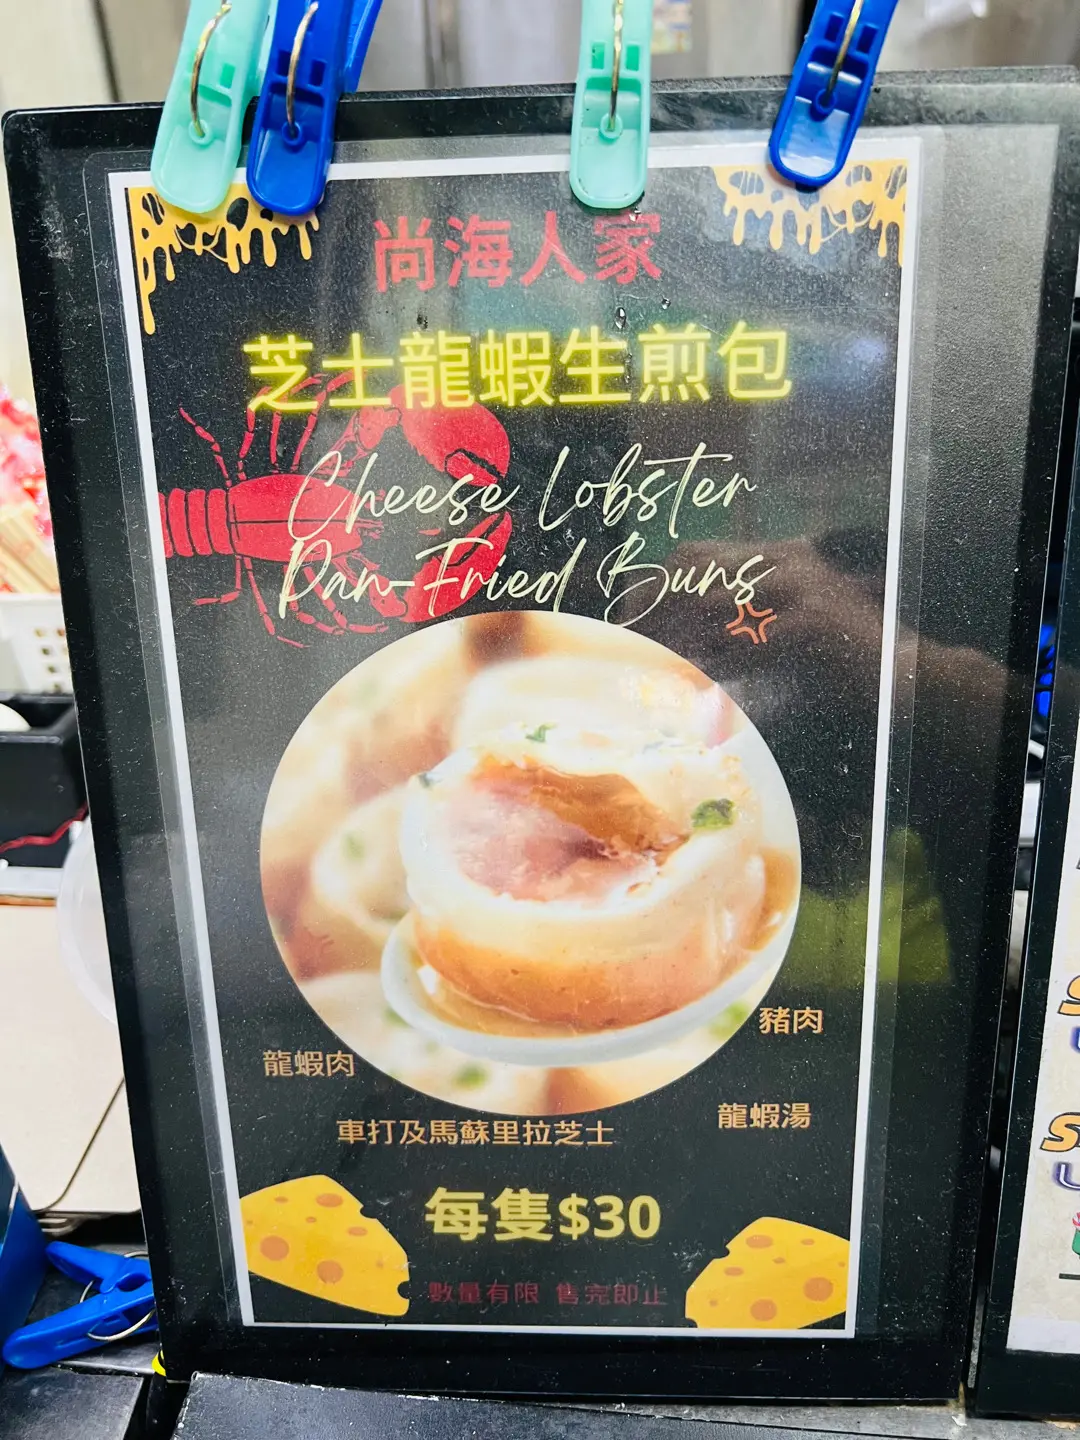 尚海人家
芝士龍蝦生煎包
Cheese Lobster
Pan-Fried Buns
豬肉
龍蝦肉
龍蝦湯
車打及馬蘇里拉芝士
每隻$30
數量有限 售完即止